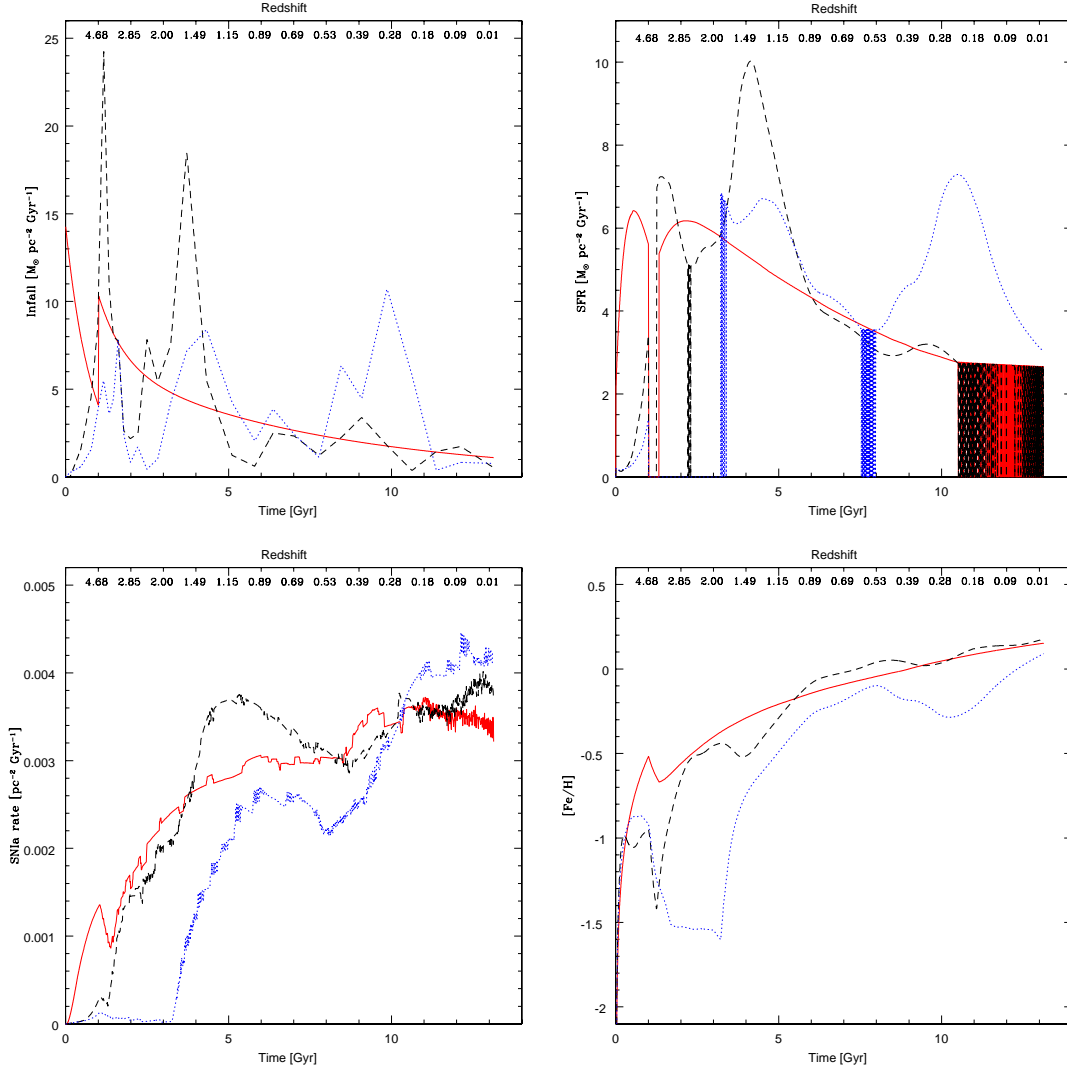 Redshift
4.68 2.85 2.00 1.49 1.15 0.89 0.69 0.53 0.39 0.28 0.18 0.09 0.01
25
20
15
10
5
0
Infall [M⊙ pc⁻² Gyr⁻¹]
0 5 10
Time [Gyr]
Redshift
4.68 2.85 2.00 1.49 1.15 0.89 0.69 0.53 0.39 0.28 0.18 0.09 0.01
10
8
6
4
2
0
SFR [M⊙ pc⁻² Gyr⁻¹]
0 5 10
Time [Gyr]
Redshift
4.68 2.85 2.00 1.49 1.15 0.89 0.69 0.53 0.39 0.28 0.18 0.09 0.01
0.005
0.004
0.003
0.002
0.001
0
SNIa rate [pc⁻² Gyr⁻¹]
0 5 10
Time [Gyr]
Redshift
4.68 2.85 2.00 1.49 1.15 0.89 0.69 0.53 0.39 0.28 0.18 0.09 0.01
0.5
0
-0.5
-1
-1.5
-2
[Fe/H]
0 5 10
Time [Gyr]